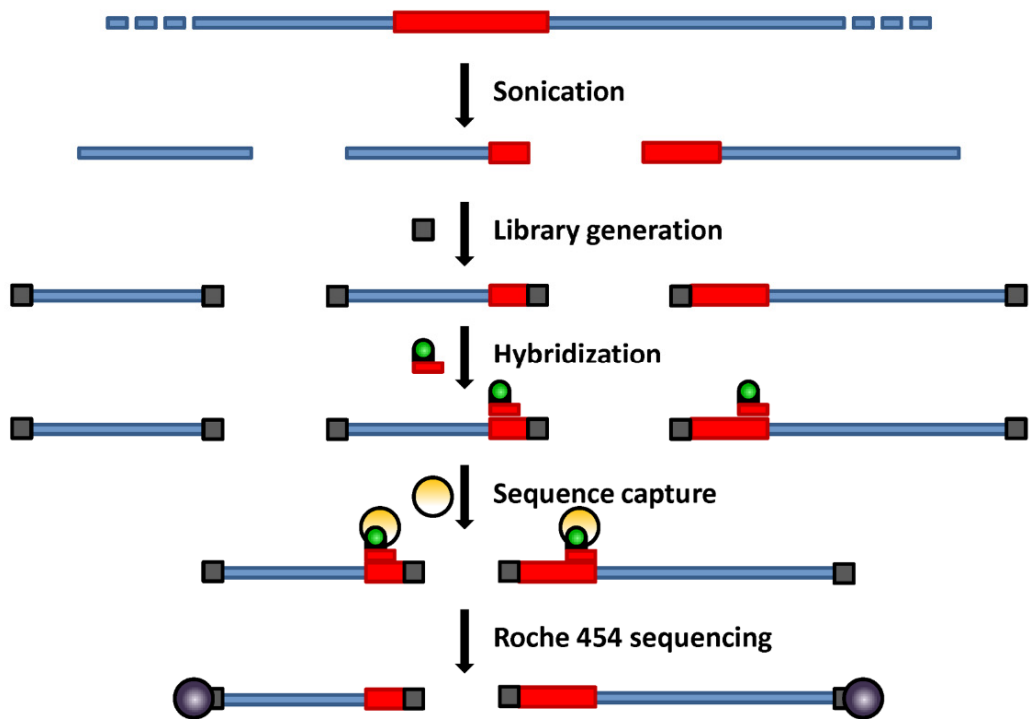 Sonication
Library generation
Hybridization
Sequence capture
Roche 454 sequencing